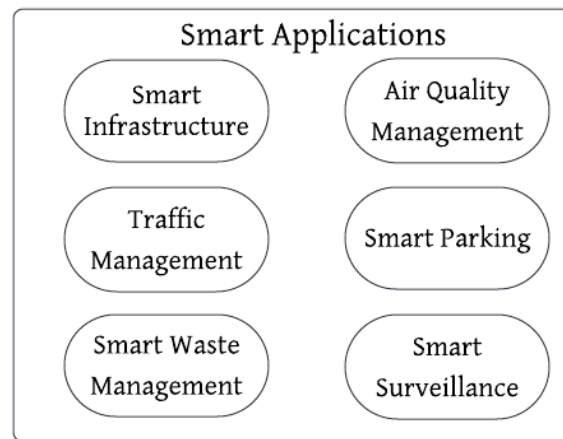 Smart Applications
Smart
Infrastructure
Air Quality
Management
Traffic
Management
Smart Parking
Smart Waste
Management
Smart
Surveillance